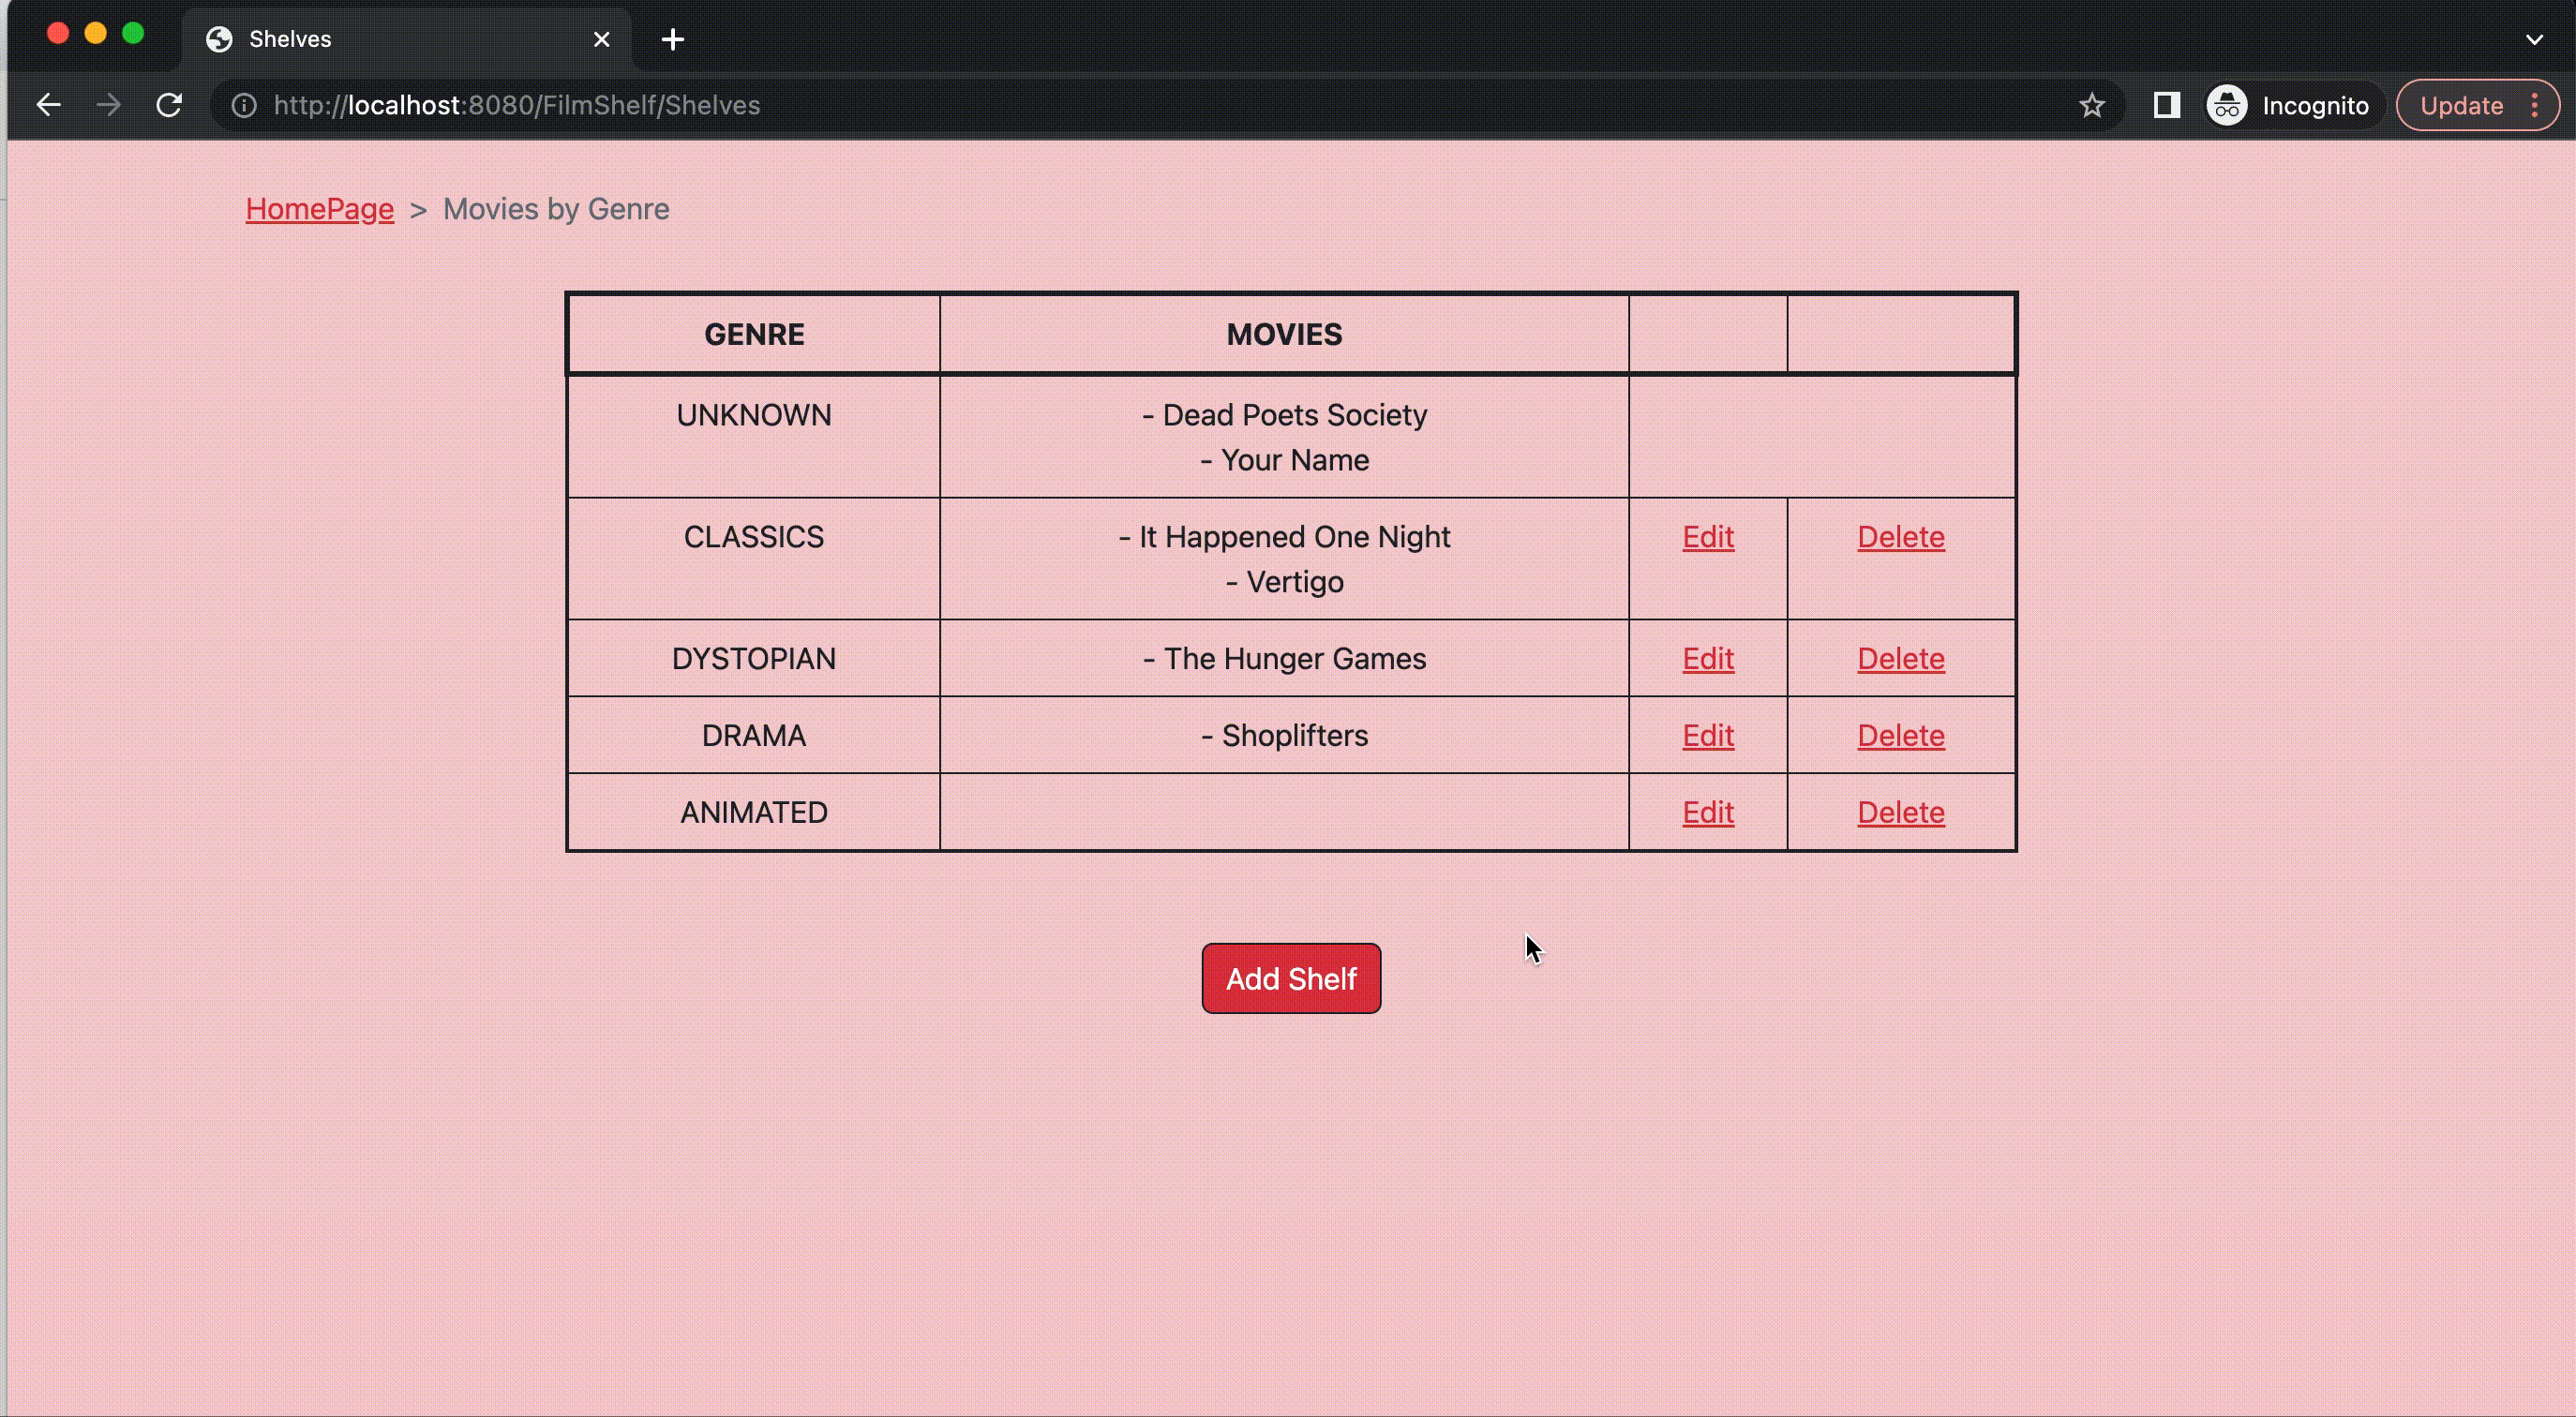 Shelves
http://localhost:8080/FilmShelf/Shelves
Incognito
Update
HomePage > Movies by Genre
GENRE MOVIES
UNKNOWN - Dead Poets Society
- Your Name
CLASSICS - It Happened One Night Edit Delete
- Vertigo
DYSTOPIAN - The Hunger Games Edit Delete
DRAMA - Shoplifters Edit Delete
ANIMATED Edit Delete
Add Shelf